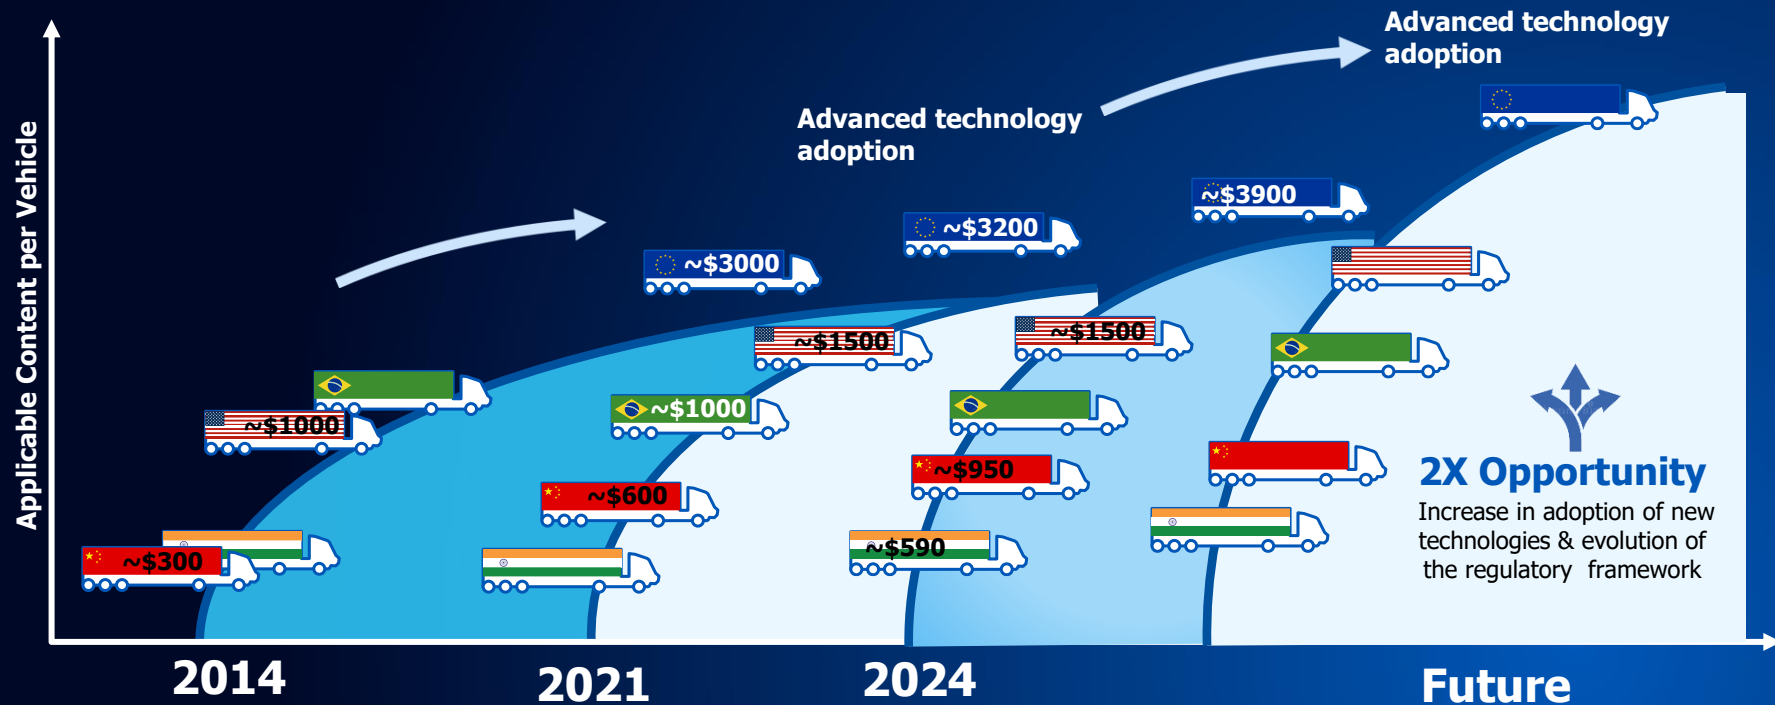 Applicable Content per Vehicle
Advanced technology
adoption
Advanced technology
adoption
~$3900
~$3200
~$3000
~$1500
~$1500
~$1000
~$1000
~$950
~$600
~$590
~$300
2X Opportunity
Increase in adoption of new
technologies & evolution of
the regulatory framework
2014
2021
2024
Future